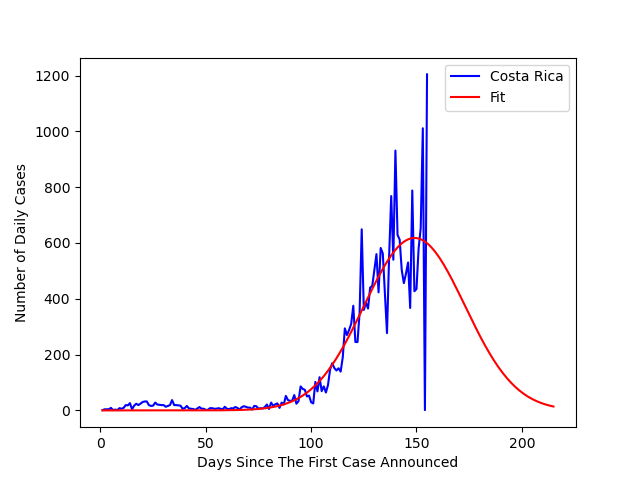 Costa Rica
Fit
Number of Daily Cases
1200
1000
800
600
400
200
0
0 50 100 150 200
Days Since The First Case Announced